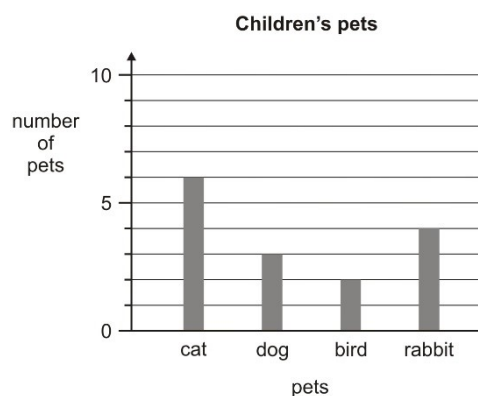 Children's pets
number
of
pets
10
5
0
cat dog bird rabbit
pets